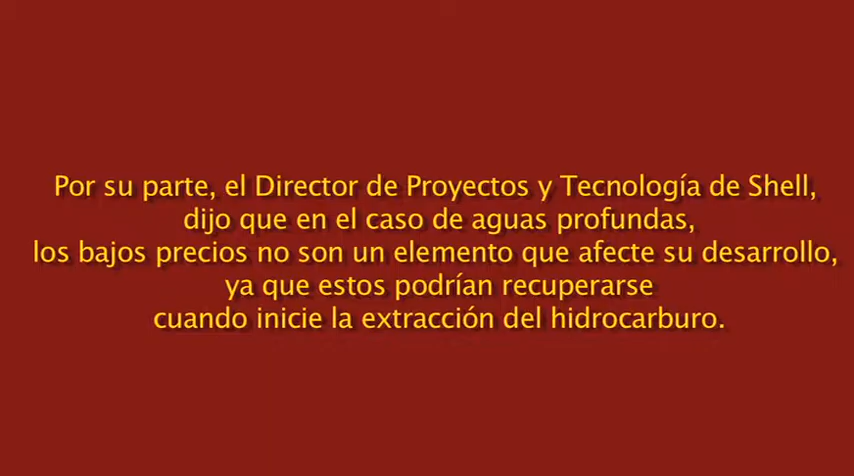 Por su parte, el Director de Proyectos y Tecnología de Shell,
dijo que en el caso de aguas profundas,
los bajos precios no son un elemento que afecte su desarrollo,
ya que estos podrían recuperarse
cuando inicie la extracción del hidrocarburo.